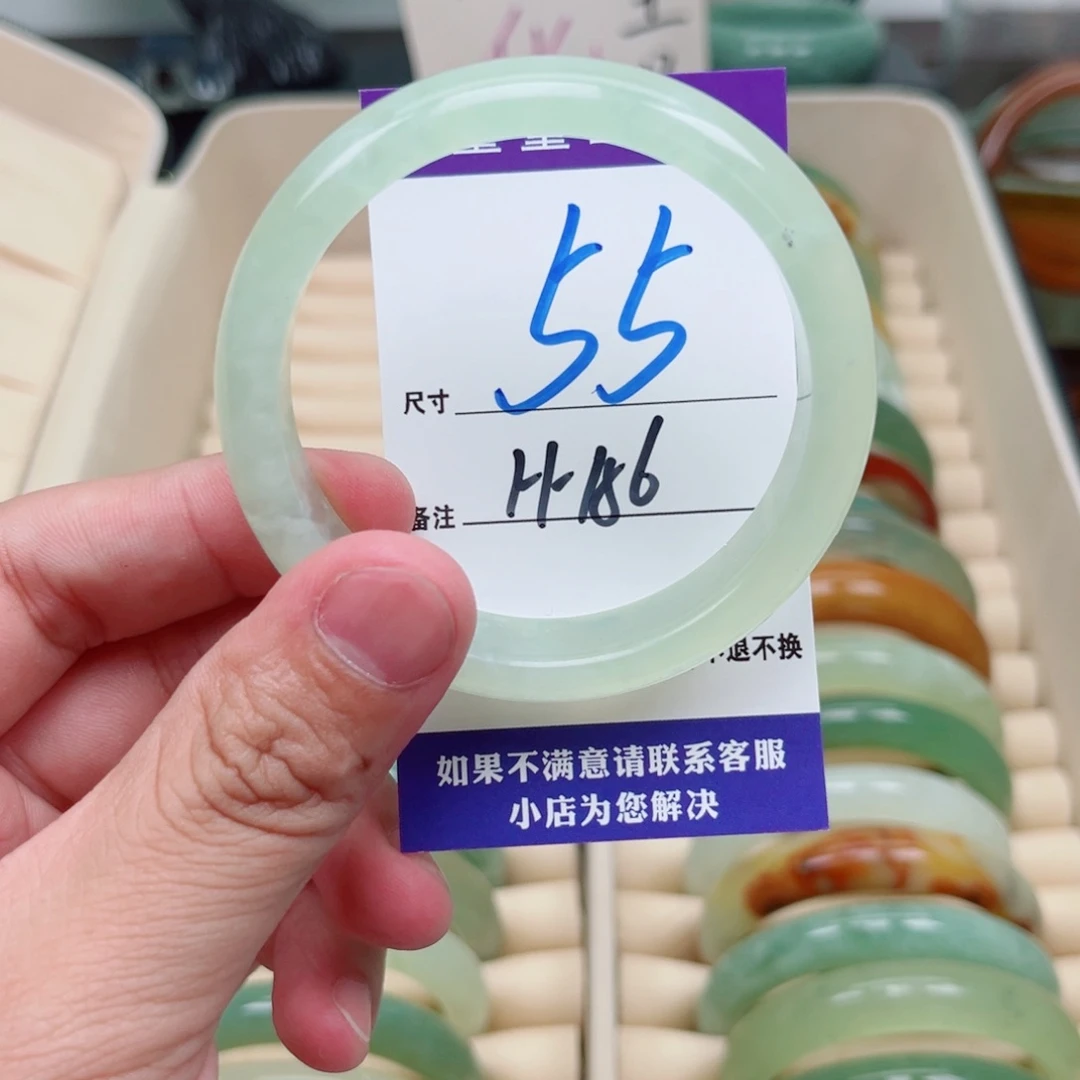 55
尺寸
H186
备注
不退不换
如果不满意请联系客服
小店为您解决